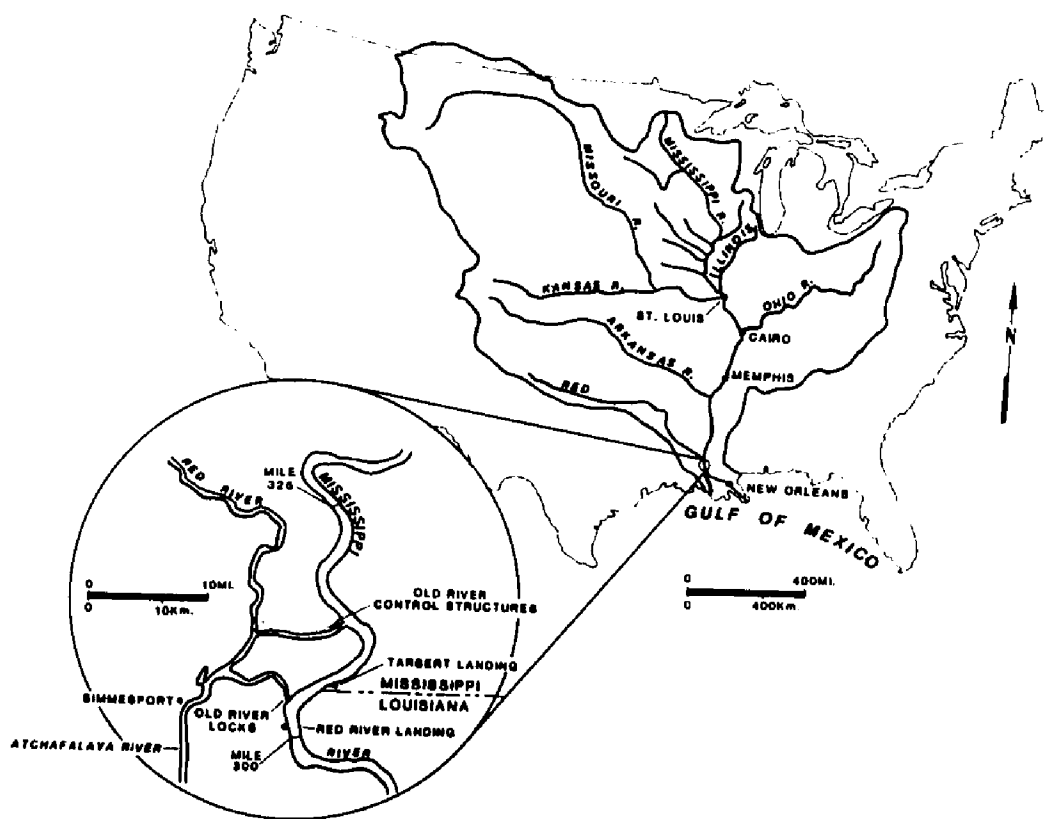 MISSISSIPPI R.
MISSOURI R.
ILLINOIS
KANSAS R.
OHIO R.
ST. LOUIS
CAIRO
ARKANSAS R.
MEMPHIS
RED
N
NEW ORLEANS
GULF OF MEXICO
0 400MI.
0 400Km.
RED RIVER
MILE
326
MISSISSIPPI
0 10MI.
0 10Km.
OLD RIVER
CONTROL STRUCTURES
TARBERT LANDING
MISSISSIPPI
LOUISIANA
SIMMESPORT
OLD RIVER
LOCKS
RED RIVER LANDING
ATCHAFALAYA RIVER
MILE
300
RIVER